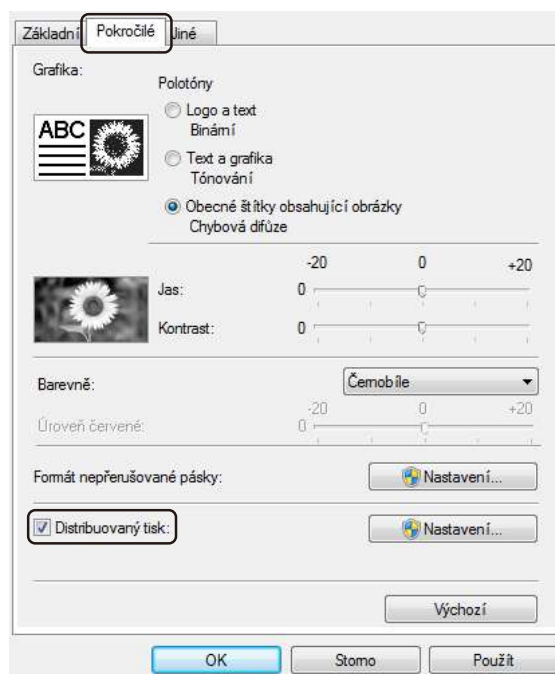 Základní Pokročilé Jiné
Grafika:
Polotóny
ABC
Logo a text
Binární
Text a grafika
Tónování
Obecné štítky obsahující obrázky
Chybová difúze
-20 0 +20
Jas: 0
Kontrast: 0
Barevně: Černobíle
-20 0 +20
Úroveň červené: 0
Formát nepřerušované pásky: Nastavení...
Distribuovaný tisk: Nastavení...
Výchozí
OK Storno Použít